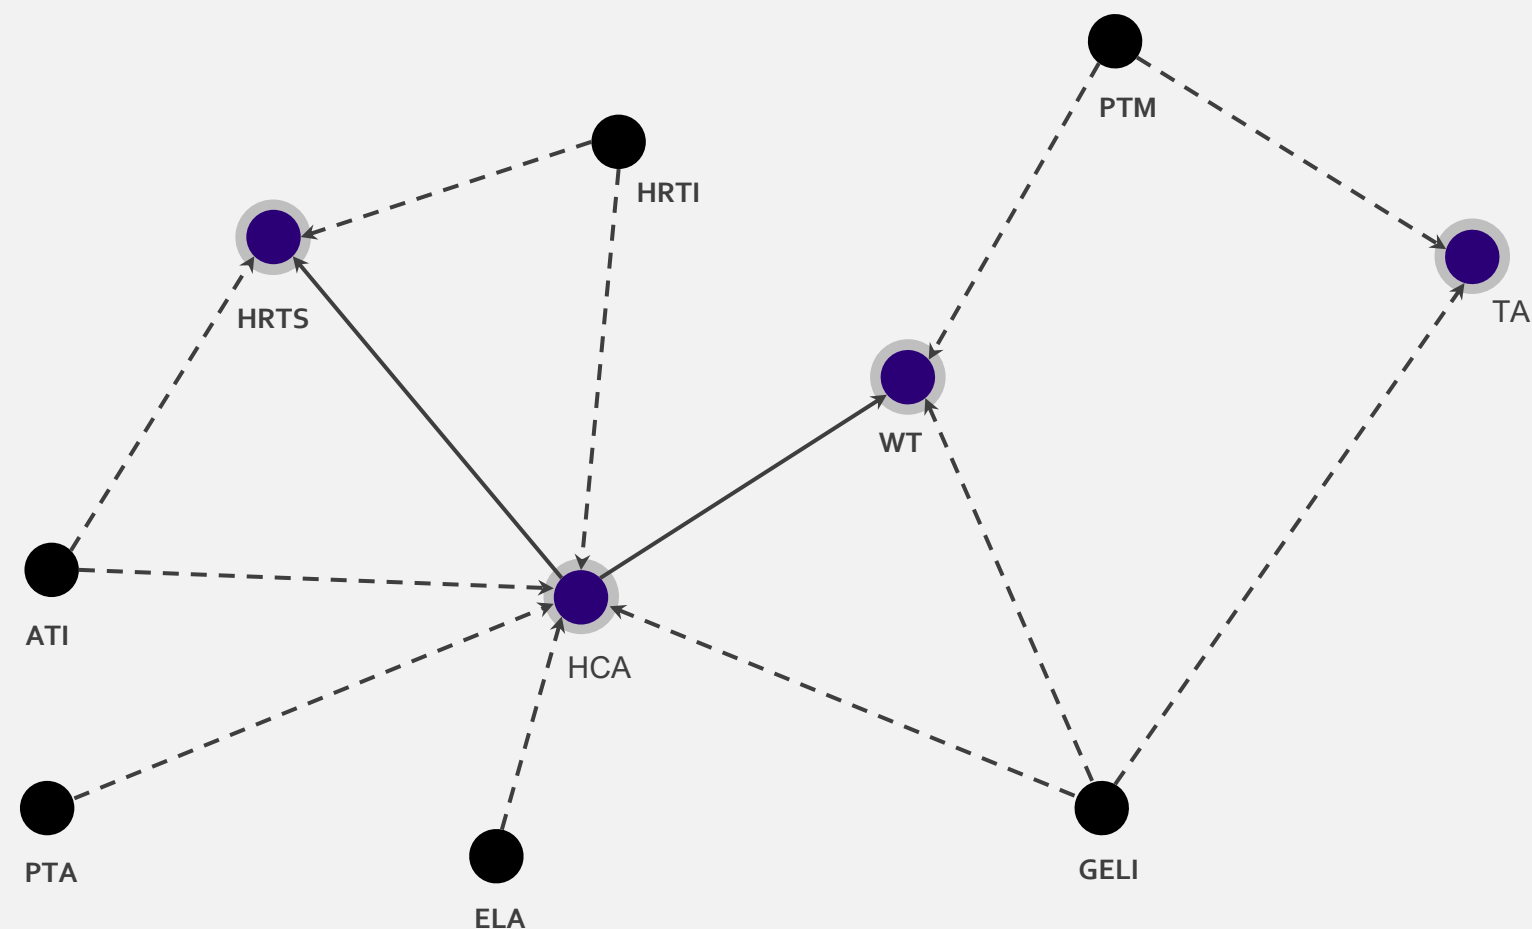 PTM
HRTI
HRTS
TA
WT
ATI
HCA
PTA
GELI
ELA